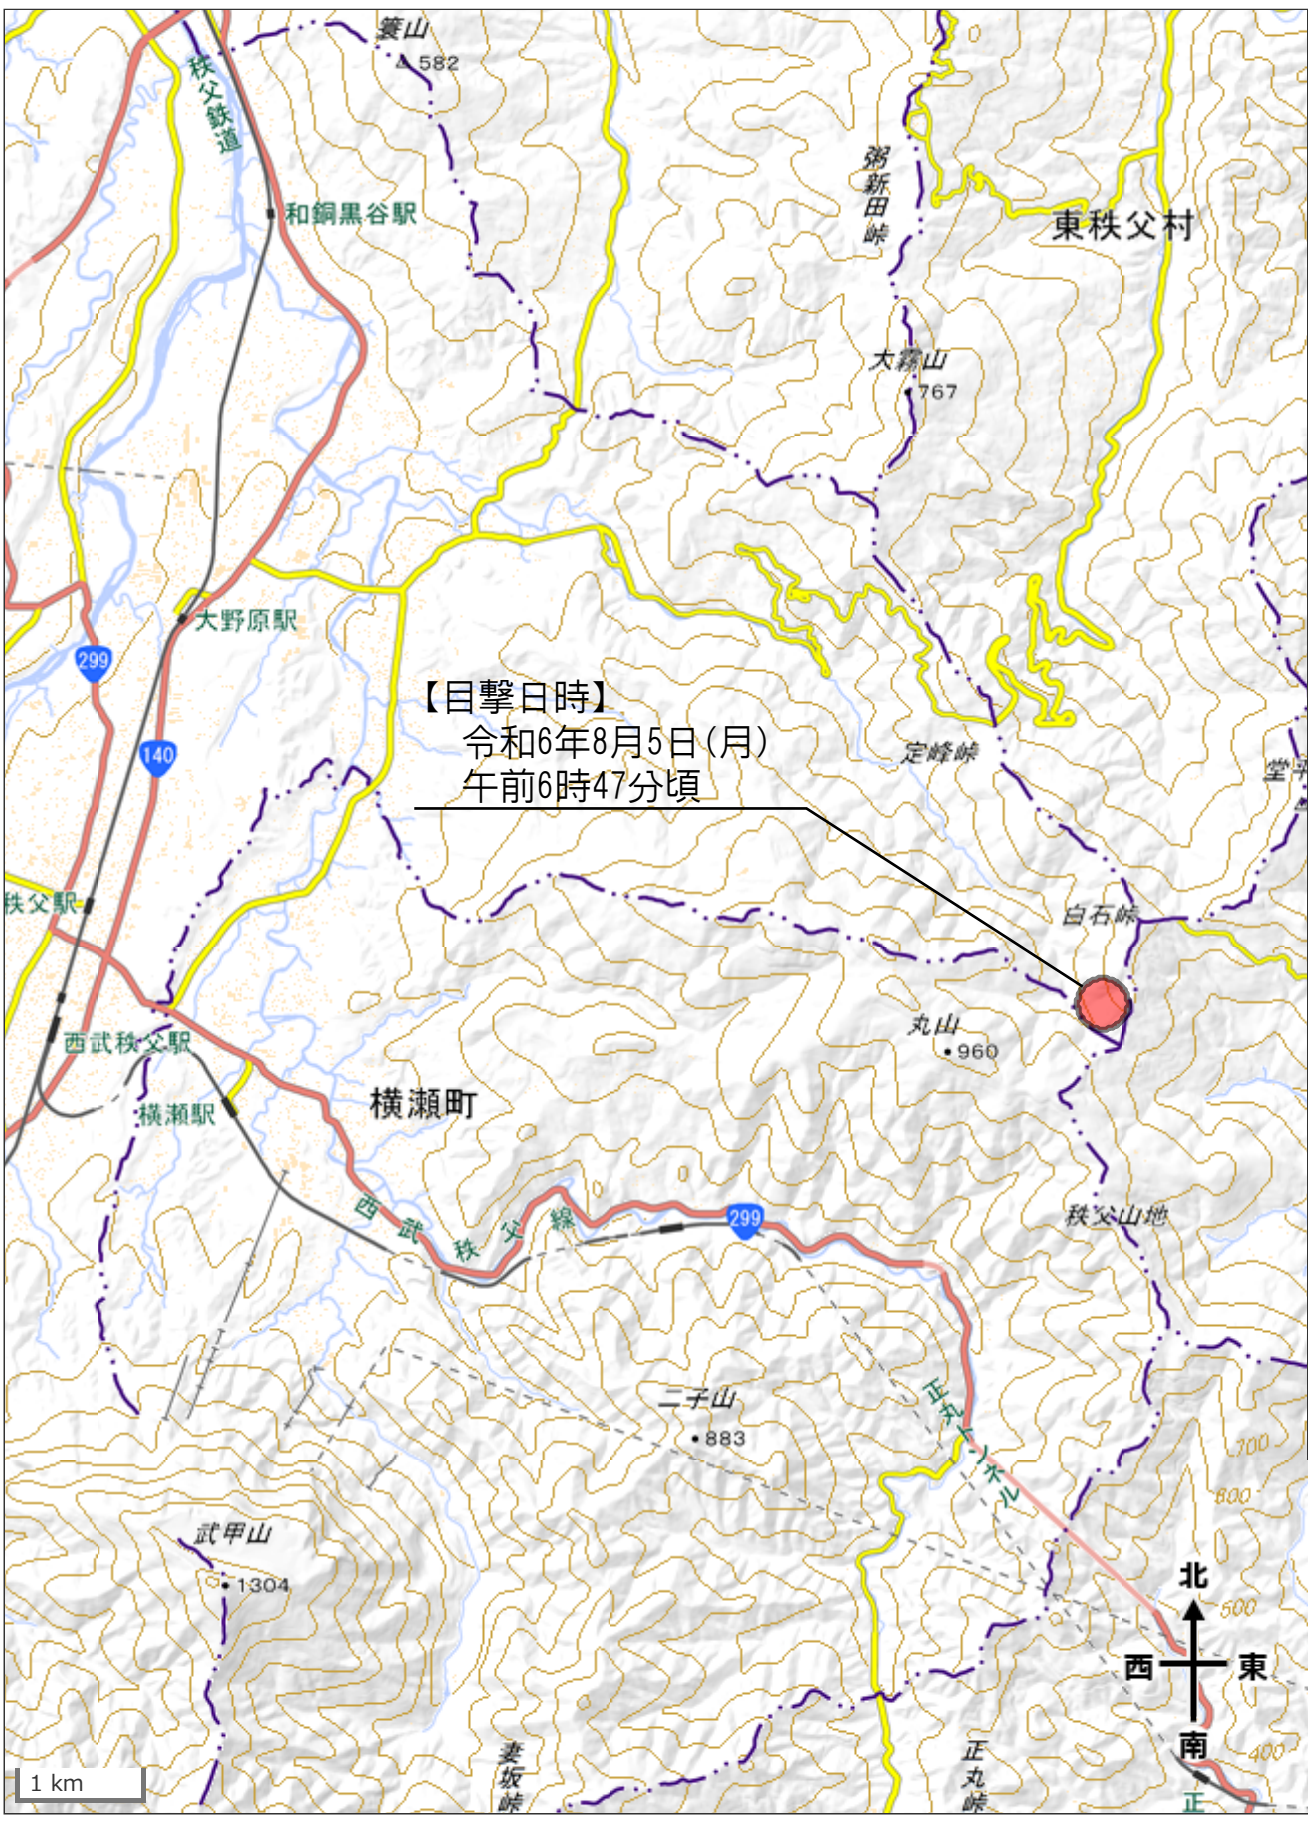 簑山
582
秩父鉄道
和銅黒谷駅
粥新田峠
東秩父村
大霧山
767
大野原駅
299
【目撃日時】
令和6年8月5日(月)
午前6時47分頃
140
定峰峠
堂平
秩父駅
白石峠
西武秩父駅
丸山
960
横瀬駅
横瀬町
西武秩父線
299
秩父山地
二子山
883
正丸トンネル
700
800
武甲山
1304
北
500
西
東
南
400
妻坂峠
正丸峠
正
1 km